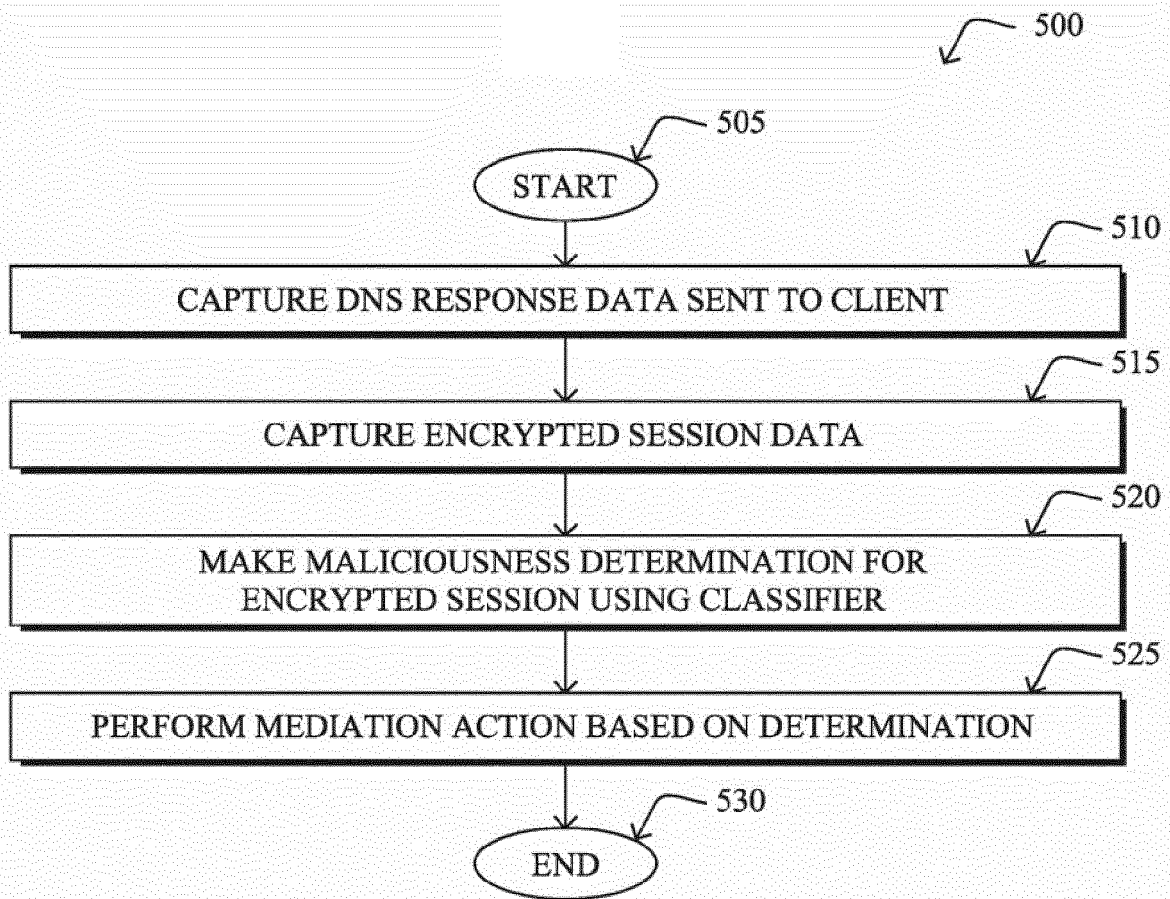 500
505
START
510
CAPTURE DNS RESPONSE DATA SENT TO CLIENT
515
CAPTURE ENCRYPTED SESSION DATA
520
MAKE MALICIOUSNESS DETERMINATION FOR
ENCRYPTED SESSION USING CLASSIFIER
525
PERFORM MEDIATION ACTION BASED ON DETERMINATION
530
END